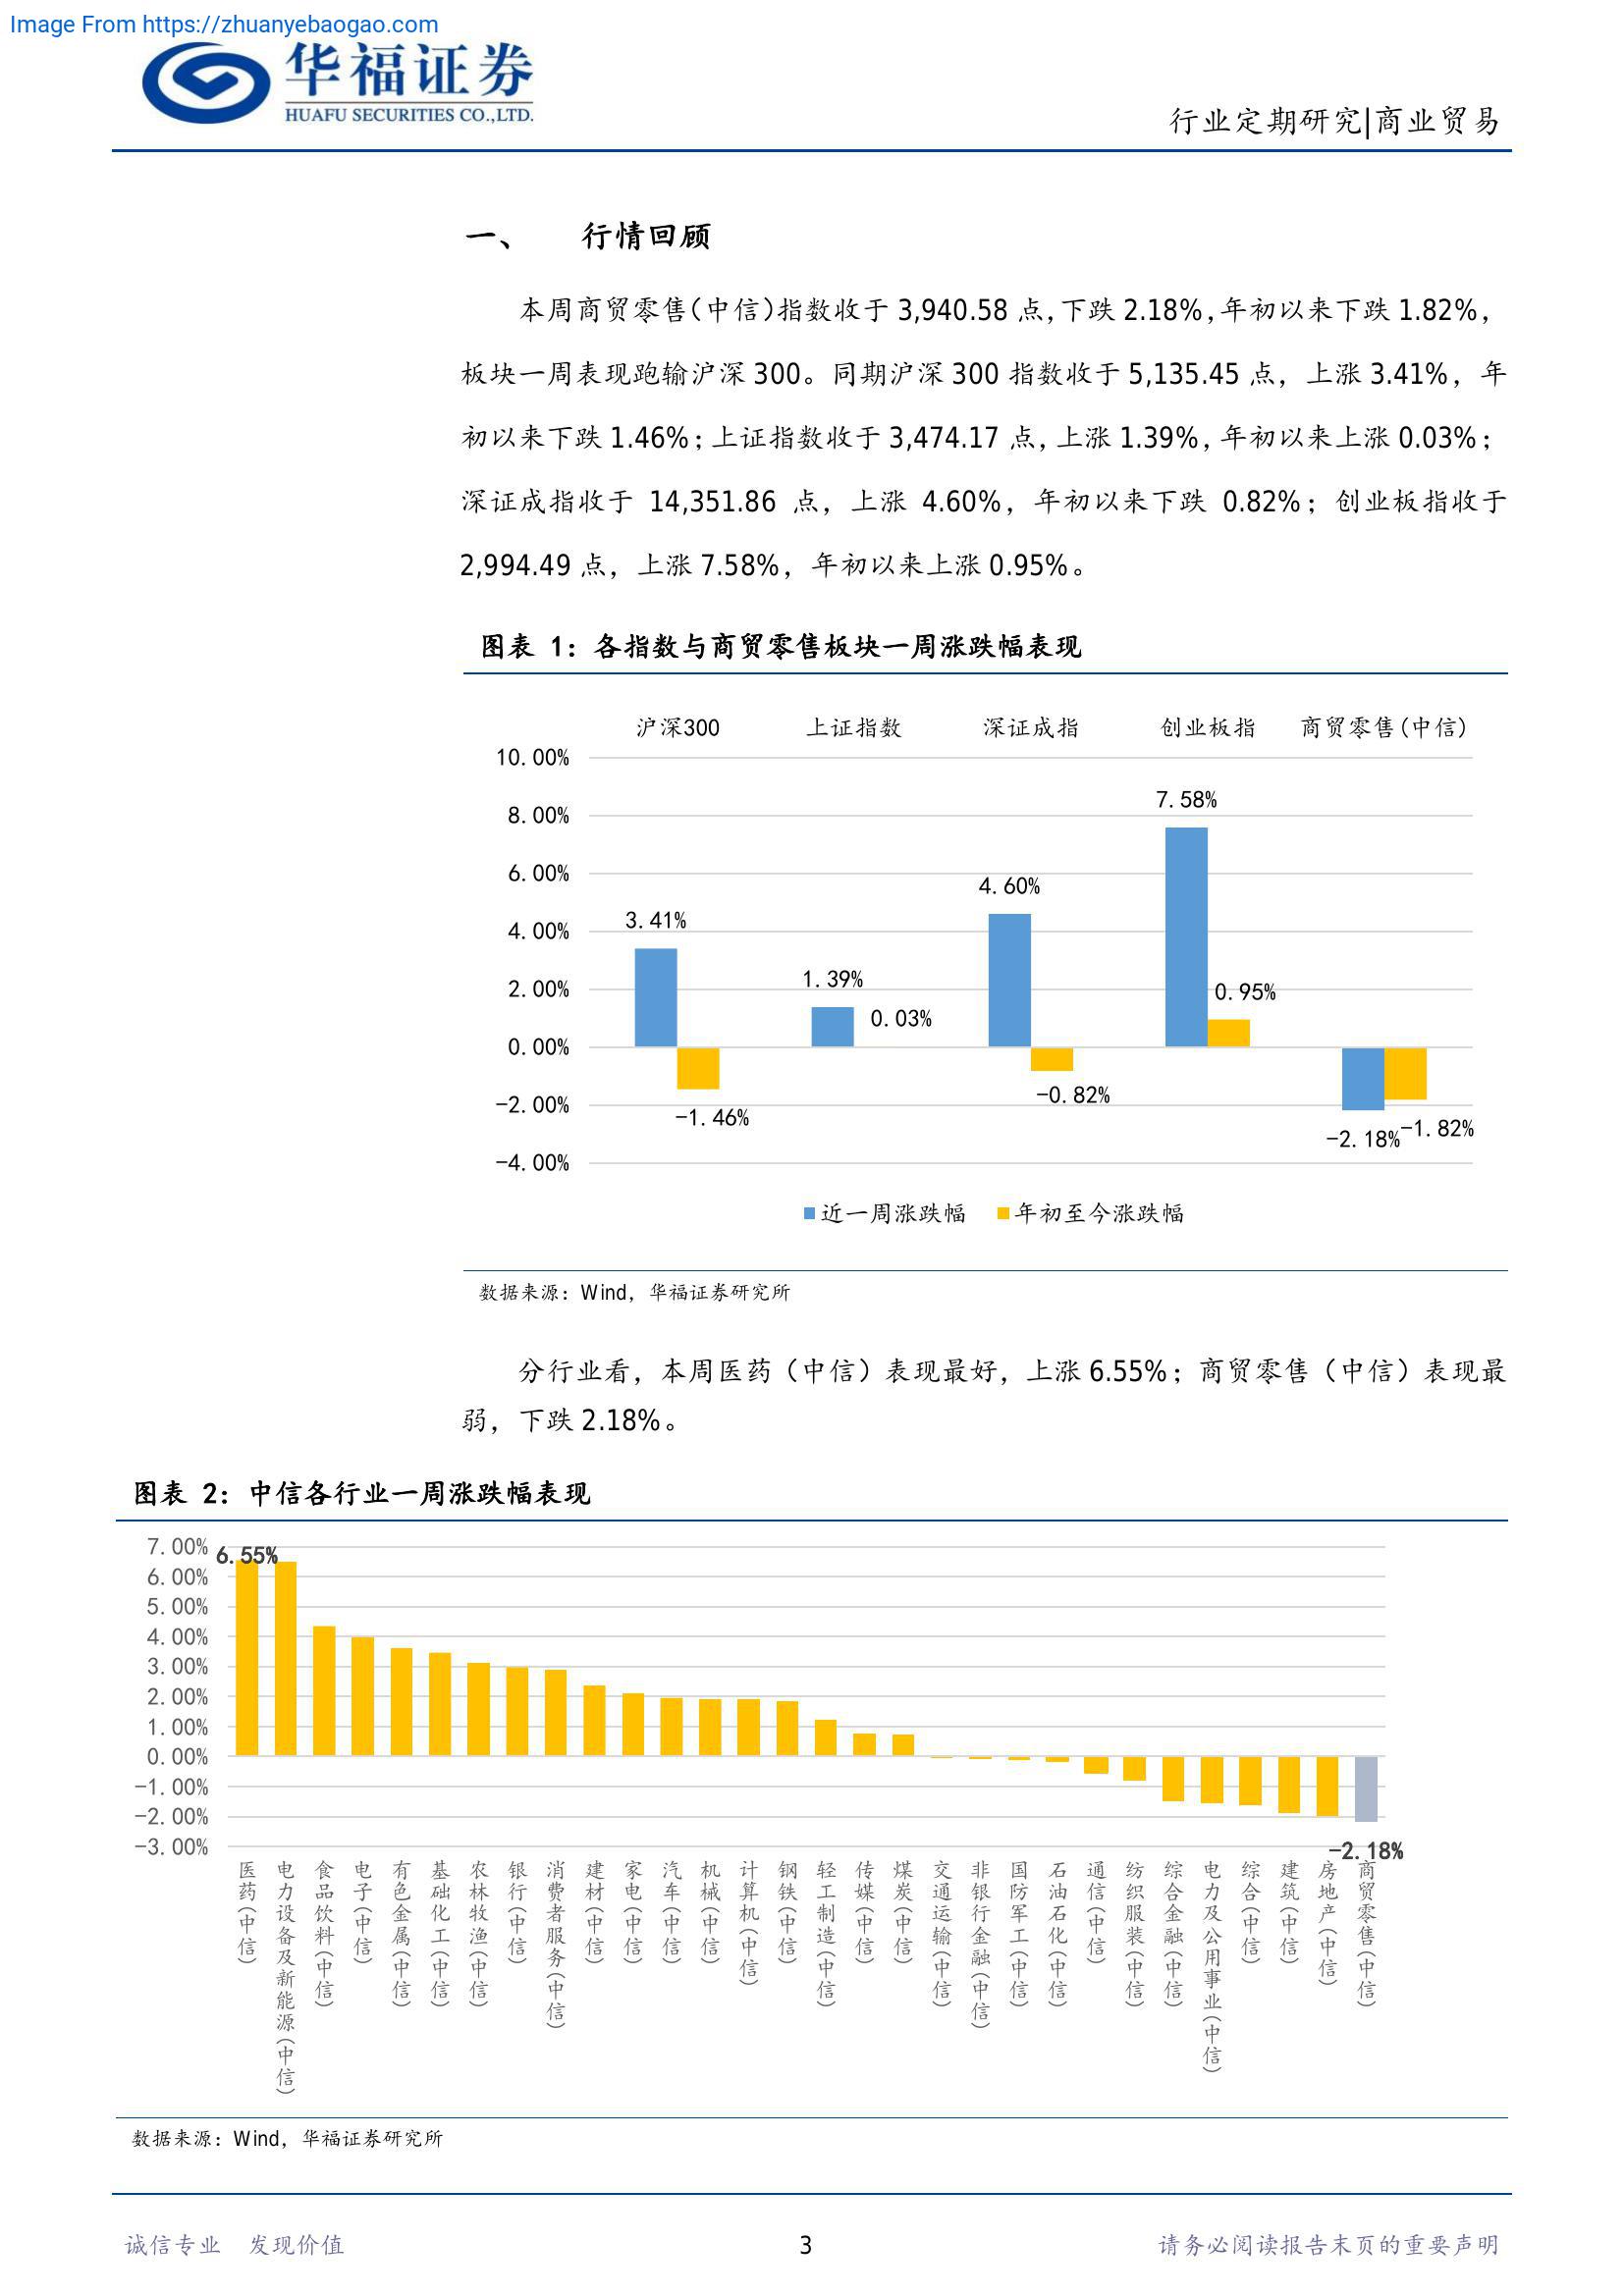 Image From https://zhuanyebaogao.com
华福证券
HUAFU SECURITIES CO.,LTD.
行业定期研究|商业贸易
一、 行情回顾
本周商贸零售(中信)指数收于 3,940.58 点,下跌 2.18%,年初以来下跌 1.82%,
板块一周表现跑输沪深 300。同期沪深 300 指数收于 5,135.45 点，上涨 3.41%，年
初以来下跌 1.46%；上证指数收于 3,474.17 点,上涨 1.39%,年初以来上涨 0.03%；
深证成指收于 14,351.86 点，上涨 4.60%，年初以来下跌 0.82%；创业板指收于
2,994.49 点，上涨 7.58%，年初以来上涨 0.95%。
图表 1：各指数与商贸零售板块一周涨跌幅表现
沪深300 上证指数 深证成指 创业板指 商贸零售(中信)
10.00%
8.00%
6.00%
4.00%
2.00%
0.00%
-2.00%
-4.00%
3.41%
-1.46%
1.39%
0.03%
4.60%
-0.82%
7.58%
0.95%
-2.18%
-1.82%
近一周涨跌幅 年初至今涨跌幅
数据来源：Wind，华福证券研究所
分行业看，本周医药（中信）表现最好，上涨 6.55%；商贸零售（中信）表现最
弱，下跌 2.18%。
图表 2：中信各行业一周涨跌幅表现
7.00%
6.00%
5.00%
4.00%
3.00%
2.00%
1.00%
0.00%
-1.00%
-2.00%
-3.00%
6.55%
-2.18%
医药(中信)
电力设备及新能源(中信)
食品饮料(中信)
电子(中信)
有色金属(中信)
基础化工(中信)
农林牧渔(中信)
银行(中信)
消费者服务(中信)
建材(中信)
家电(中信)
汽车(中信)
机械(中信)
计算机(中信)
钢铁(中信)
轻工制造(中信)
传媒(中信)
煤炭(中信)
交通运输(中信)
非银行金融(中信)
国防军工(中信)
石油石化(中信)
通信(中信)
纺织服装(中信)
综合金融(中信)
电力及公用事业(中信)
综合(中信)
建筑(中信)
房地产(中信)
商贸零售(中信)
数据来源：Wind，华福证券研究所
诚信专业 发现价值
3
请务必阅读报告末页的重要声明